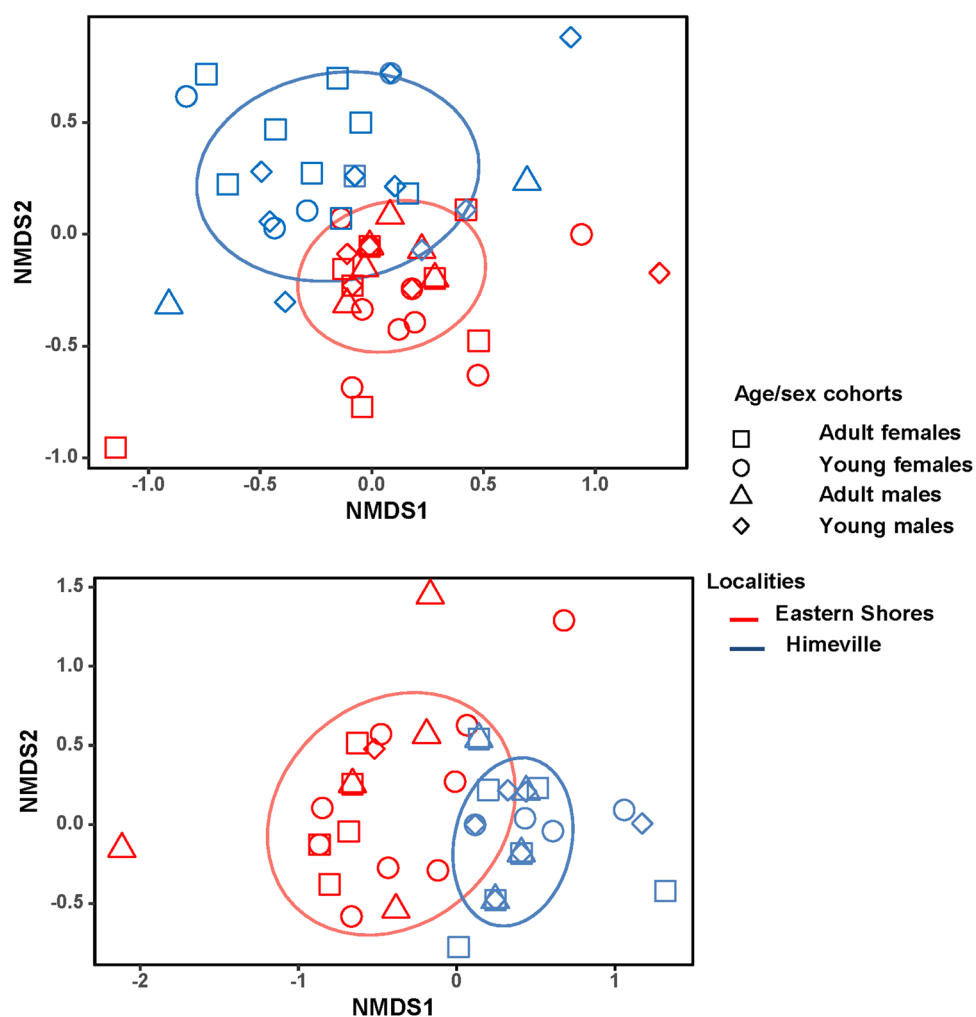 0.5
0.0
-0.5
-1.0
NMDS2
-1.0
-0.5
0.0
0.5
1.0
NMDS1
Age/sex cohorts
Adult females
Young females
Adult males
Young males
Localities
Eastern Shores
Himeville
1.5
1.0
0.5
0.0
-0.5
NMDS2
-2
-1
0
1
NMDS1